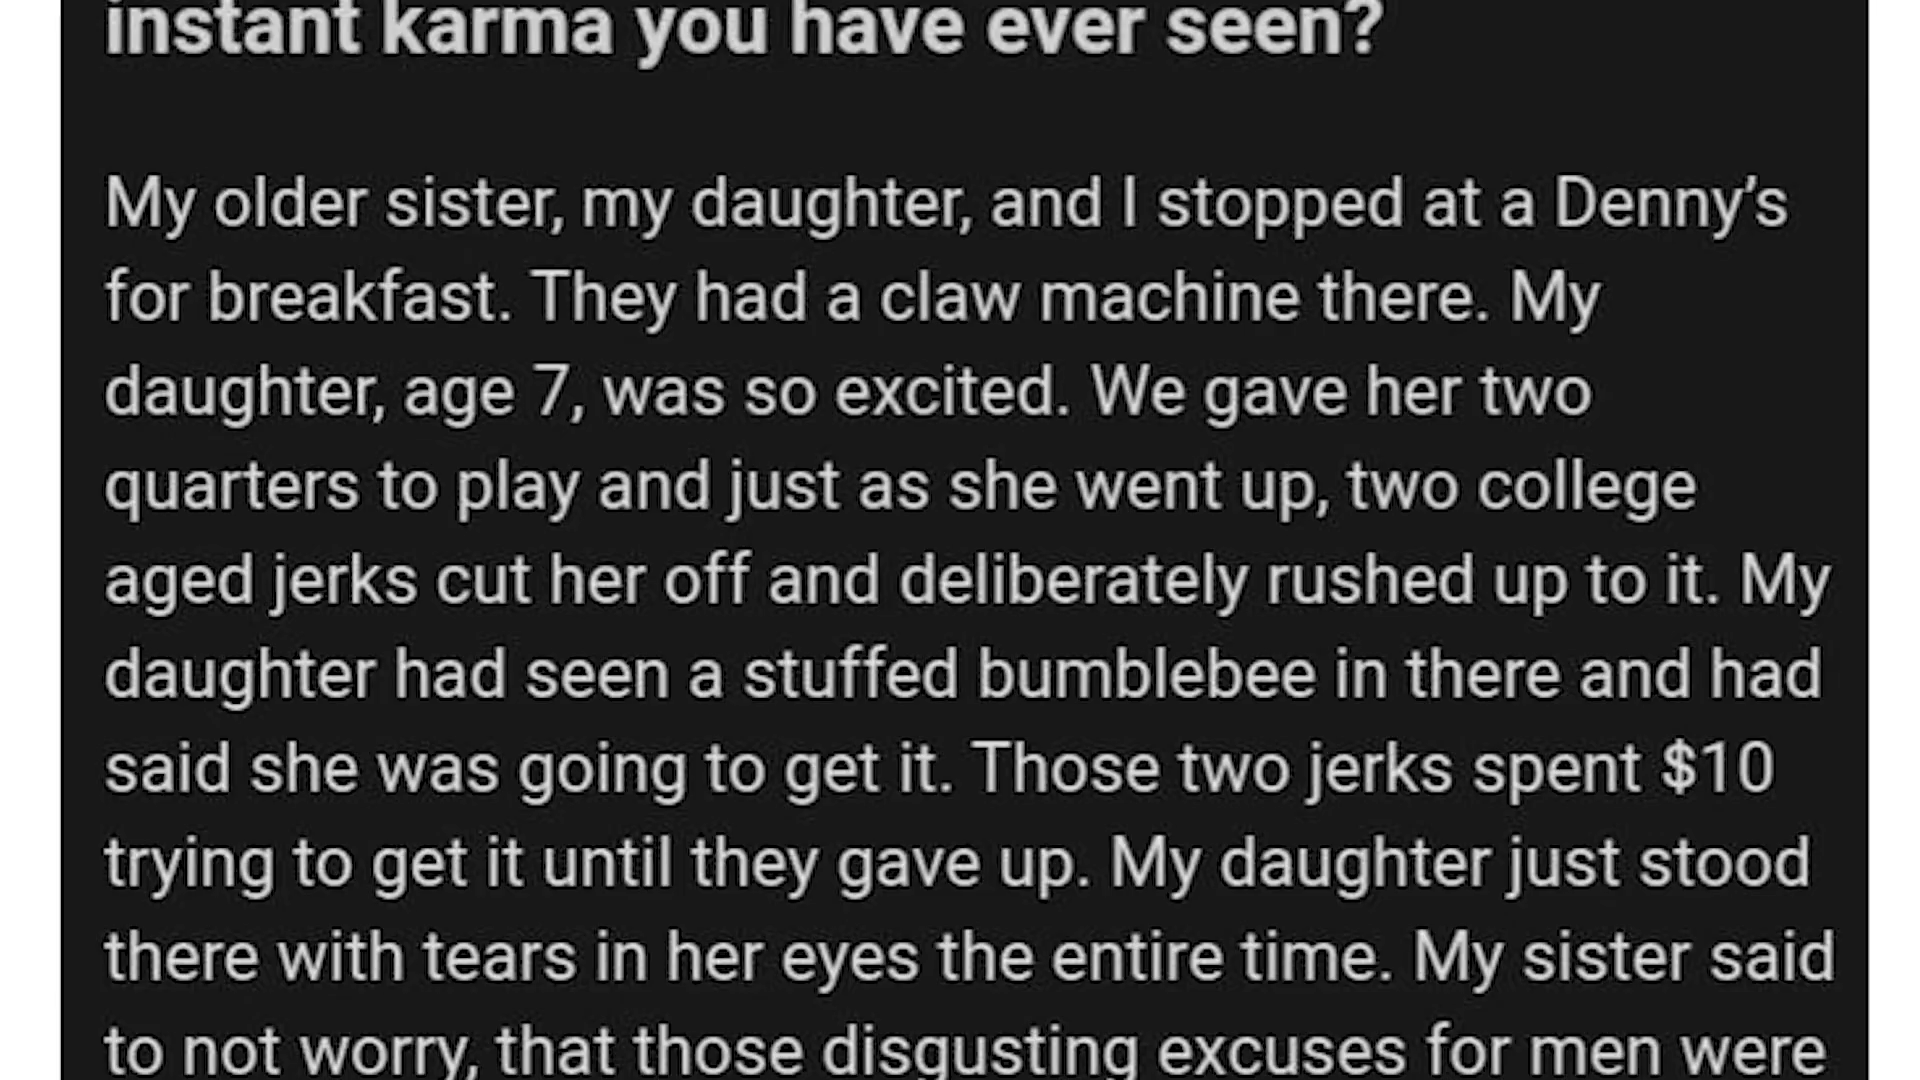 instant karma you have ever seen?
My older sister, my daughter, and I stopped at a Denny’s
for breakfast. They had a claw machine there. My
daughter, age 7, was so excited. We gave her two
quarters to play and just as she went up, two college
aged jerks cut her off and deliberately rushed up to it. My
daughter had seen a stuffed bumblebee in there and had
said she was going to get it. Those two jerks spent $10
trying to get it until they gave up. My daughter just stood
there with tears in her eyes the entire time. My sister said
to not worry, that those disgusting excuses for men were